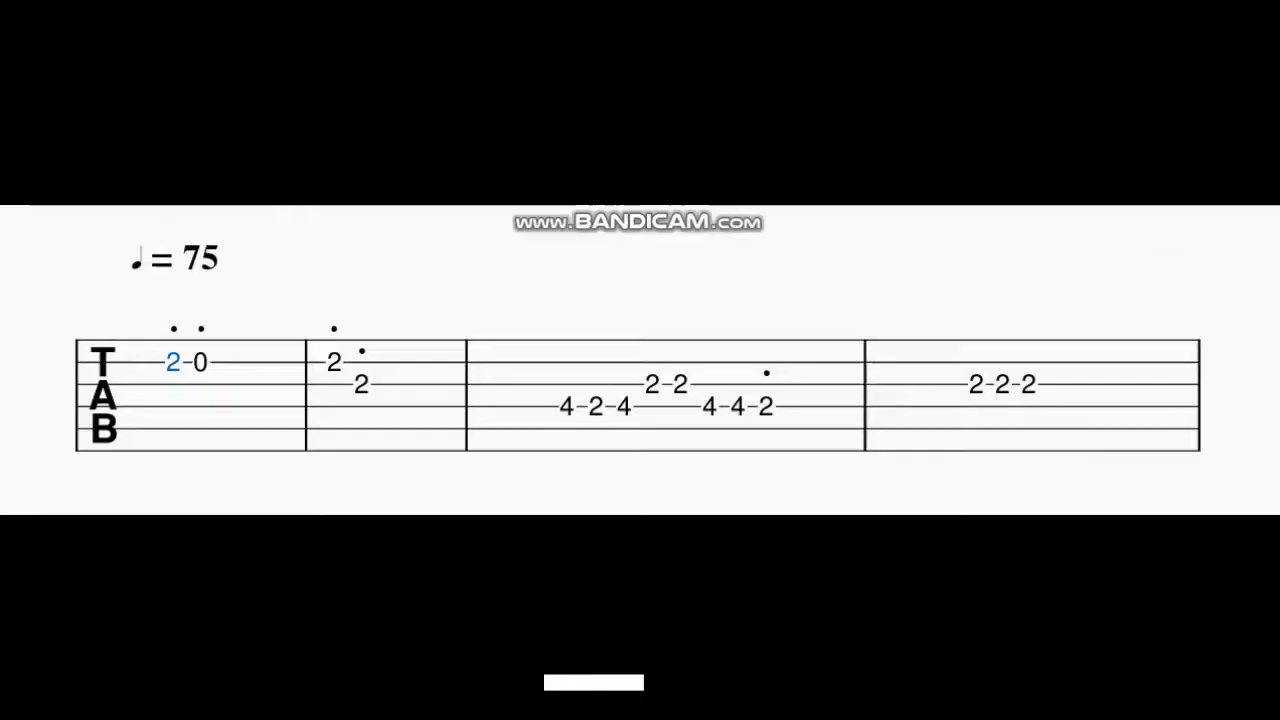 www.BANDICAM.com
♩ = 75
T 2 0 2
A 2 2 2 2 2 2
4 2 4 4 4 2
B